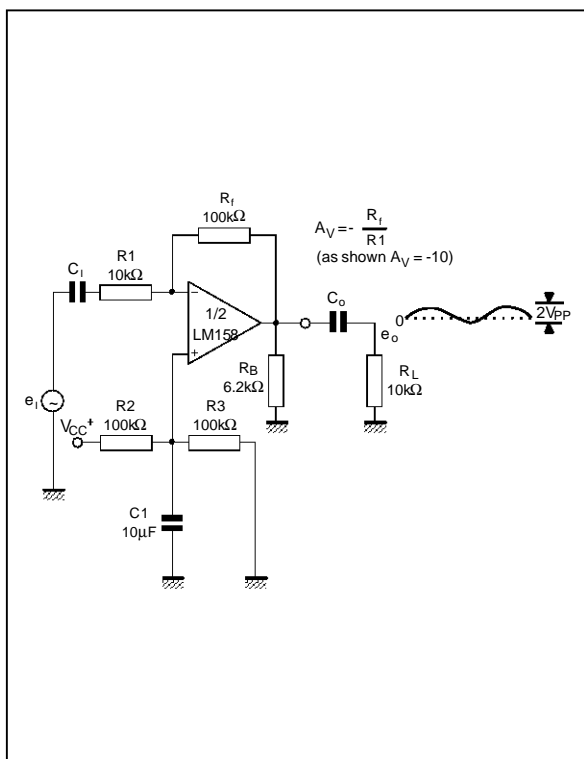 Rf
100kΩ
AV = - Rf
R1
(as shown AV = -10)
R1
10kΩ
CI
1/2
LM158
Co
0
2VPP
eo
RB
6.2kΩ
RL
10kΩ
eI
~
VCC+
R2
100kΩ
R3
100kΩ
C1
10µF